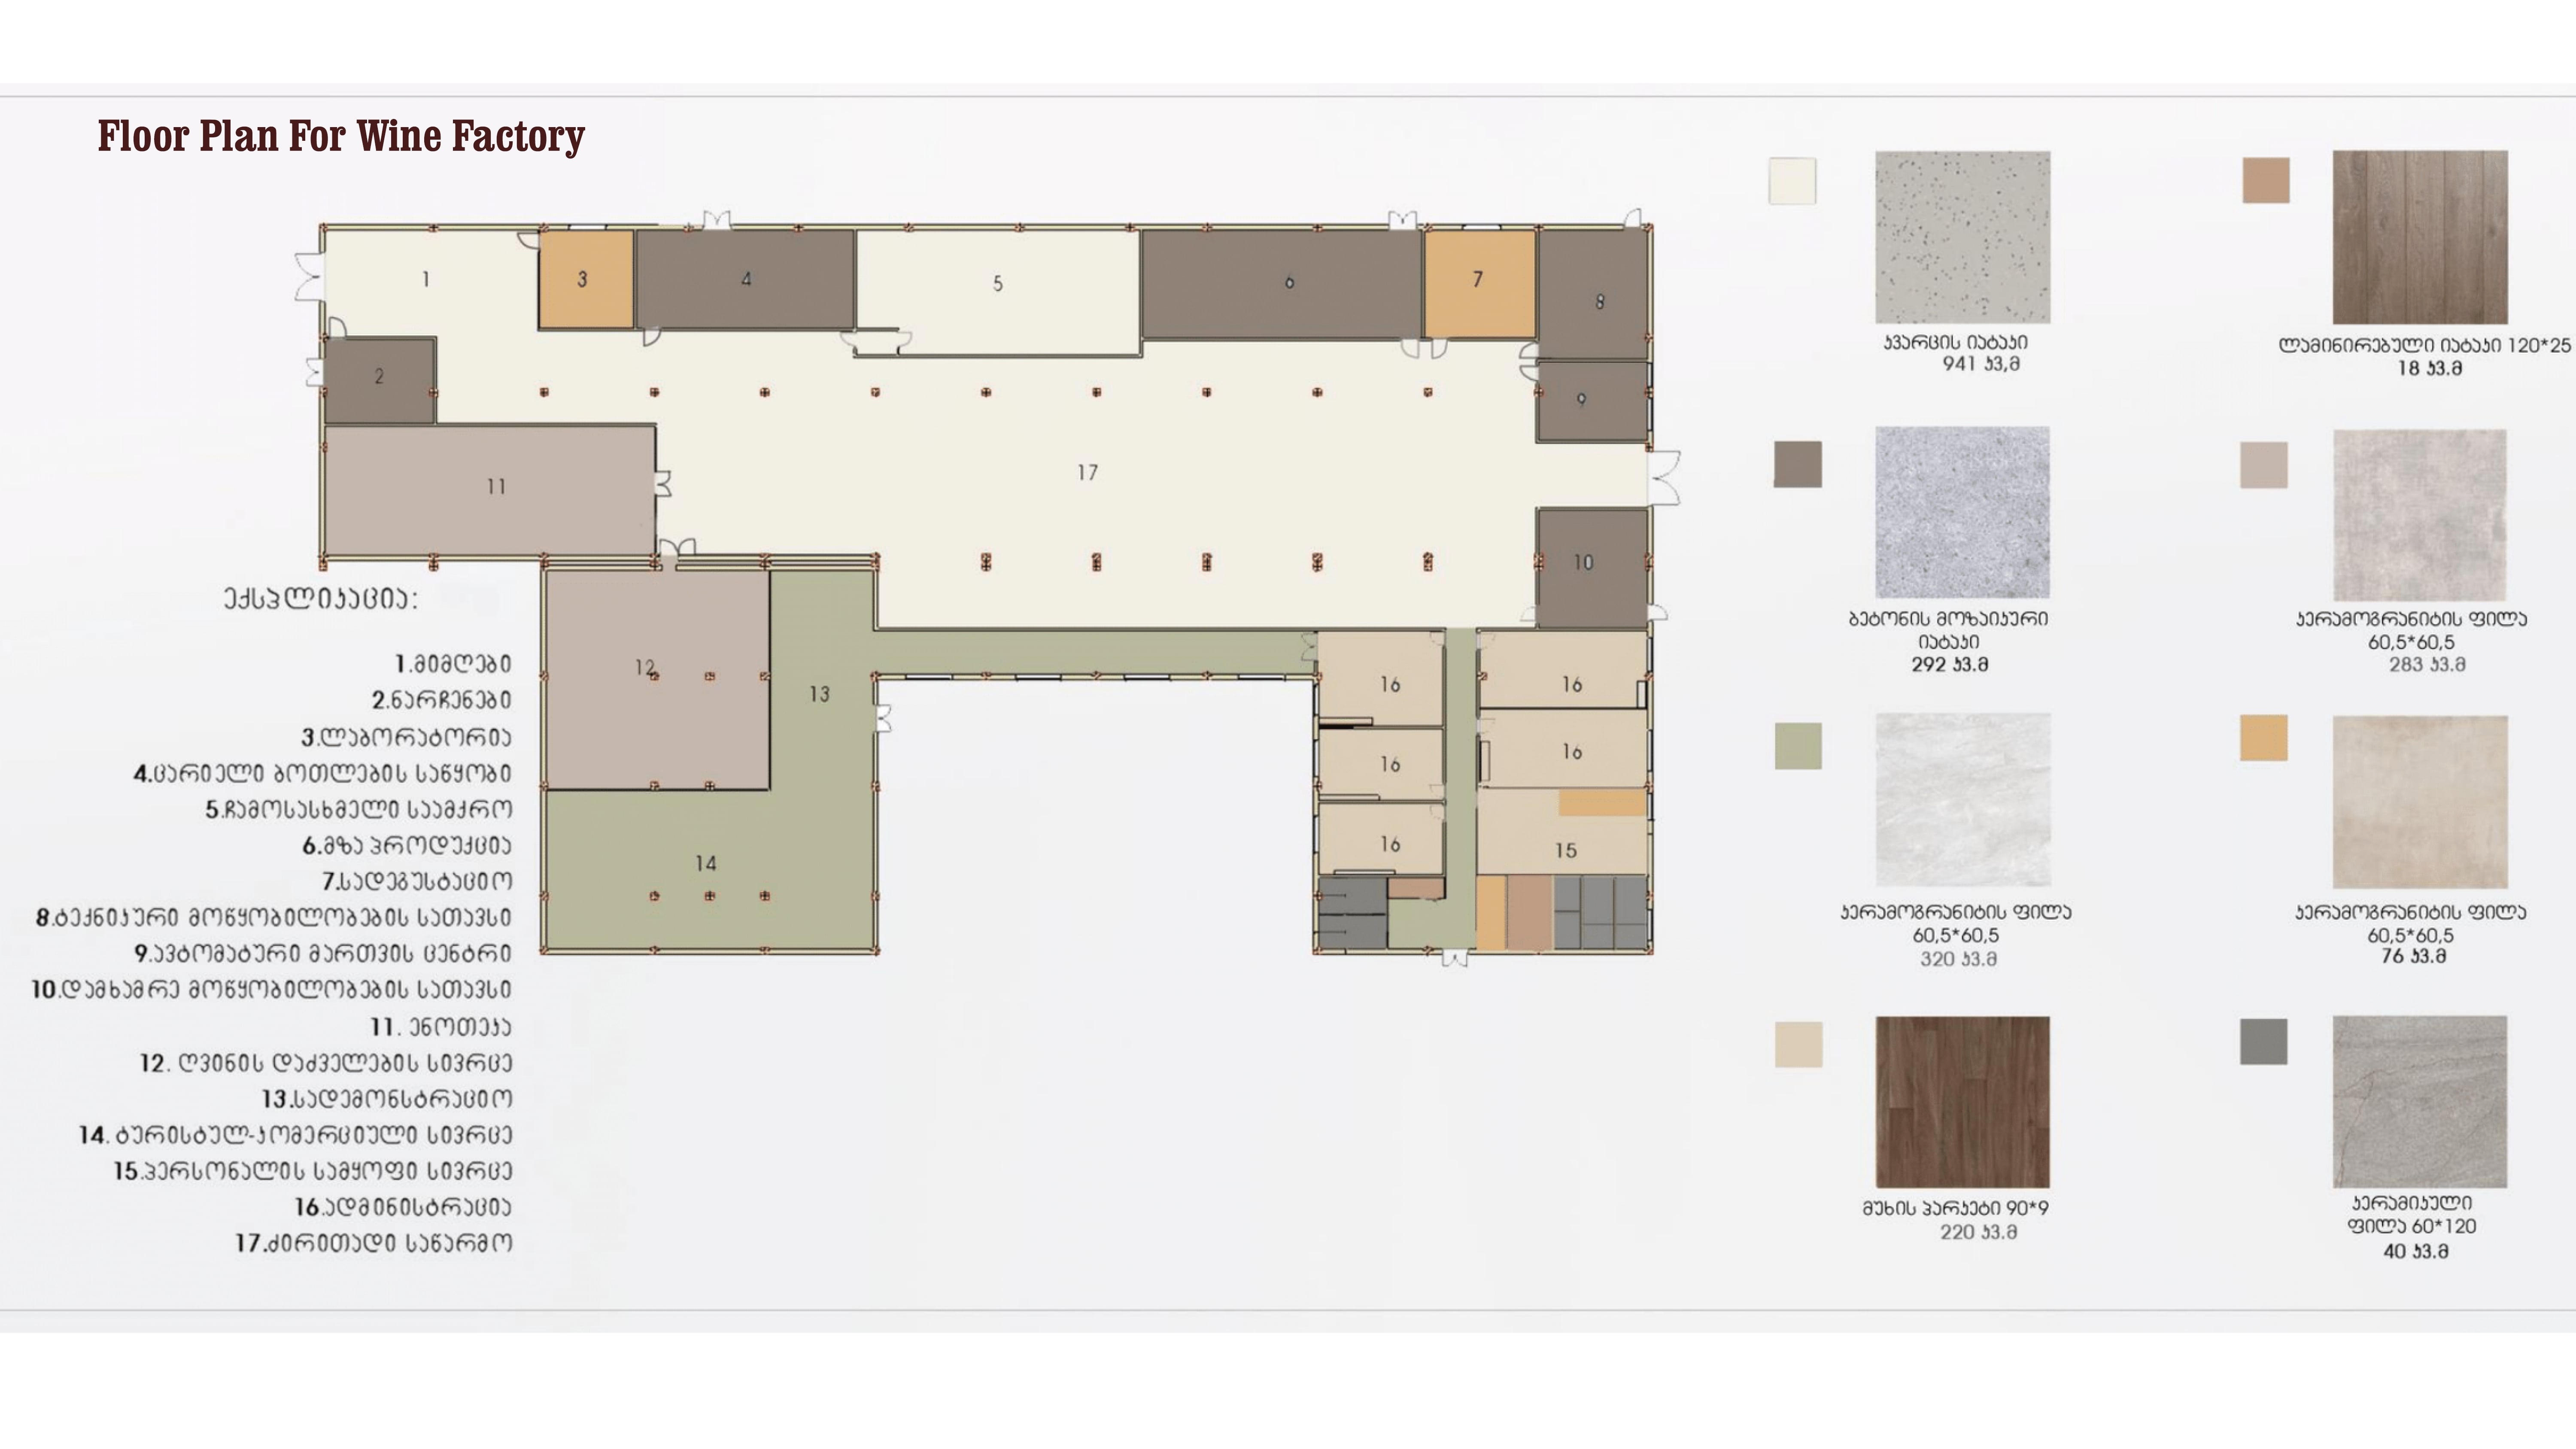 Floor Plan For Wine Factory
1
2
3
4
5
6
7
8
9
10
11
12
13
14
15
16
16
16
16
16
17
ექსპლიკაცია:
1.მიმღები
2.ნარჩენები
3.ლაბორატორია
4.ცარიელი ბოთლების საწყობი
5.ჩამოსასხმელი საამქრო
6.მზა პროდუქცია
7.სადეგუსტაციო
8.ტექნიკური მოწყობილობების სათავსი
9.ავტომატური მართვის ცენტრი
10.დამხამრე მოწყობილობების სათავსი
11. ენოთეკა
12. ღვინის დაძველების სივრცე
13.სადემონსტრაციო
14. ტურისტულ-კომერციული სივრცე
15.პერსონალის სამყოფი სივრცე
16.ადმინისტრაცია
17.ძირითადი საწარმო
კვარცის იატაკი
941 კვ,მ
ლამინირებული იატაკი 120*25
18 კვ.მ
ბეტონის მოზაიკური
იატაკი
292 კვ.მ
კერამოგრანიტის ფილა
60,5*60,5
283 კვ.მ
კერამოგრანიტის ფილა
60,5*60,5
320 კვ.მ
კერამოგრანიტის ფილა
60,5*60,5
76 კვ.მ
მუხის პარკეტი 90*9
220 კვ.მ
კერამიკული
ფილა 60*120
40 კვ.მ